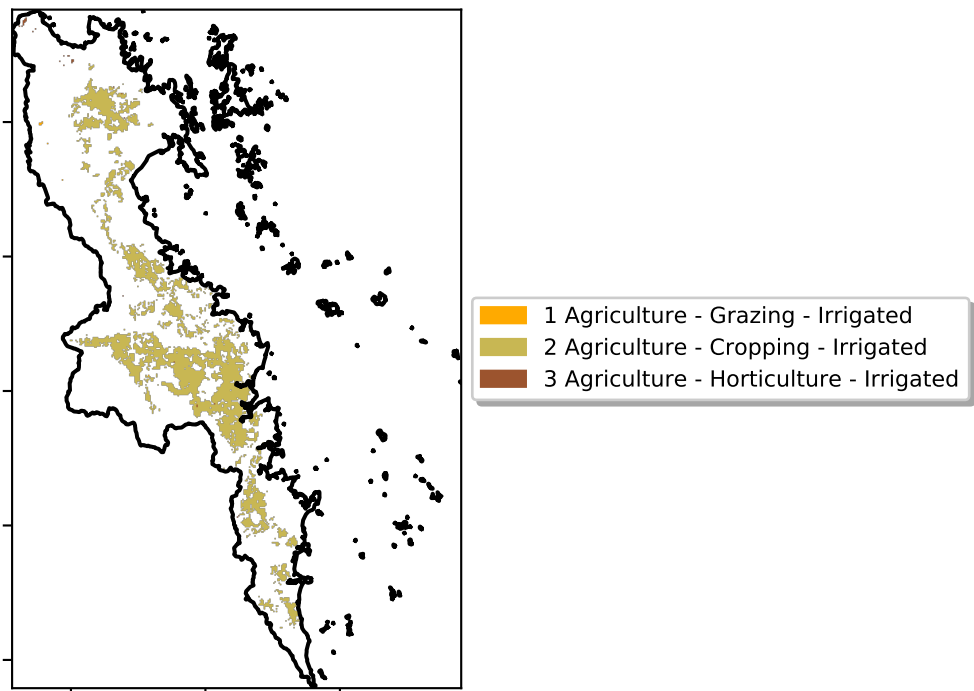 1 Agriculture - Grazing - Irrigated
2 Agriculture - Cropping - Irrigated
3 Agriculture - Horticulture - Irrigated